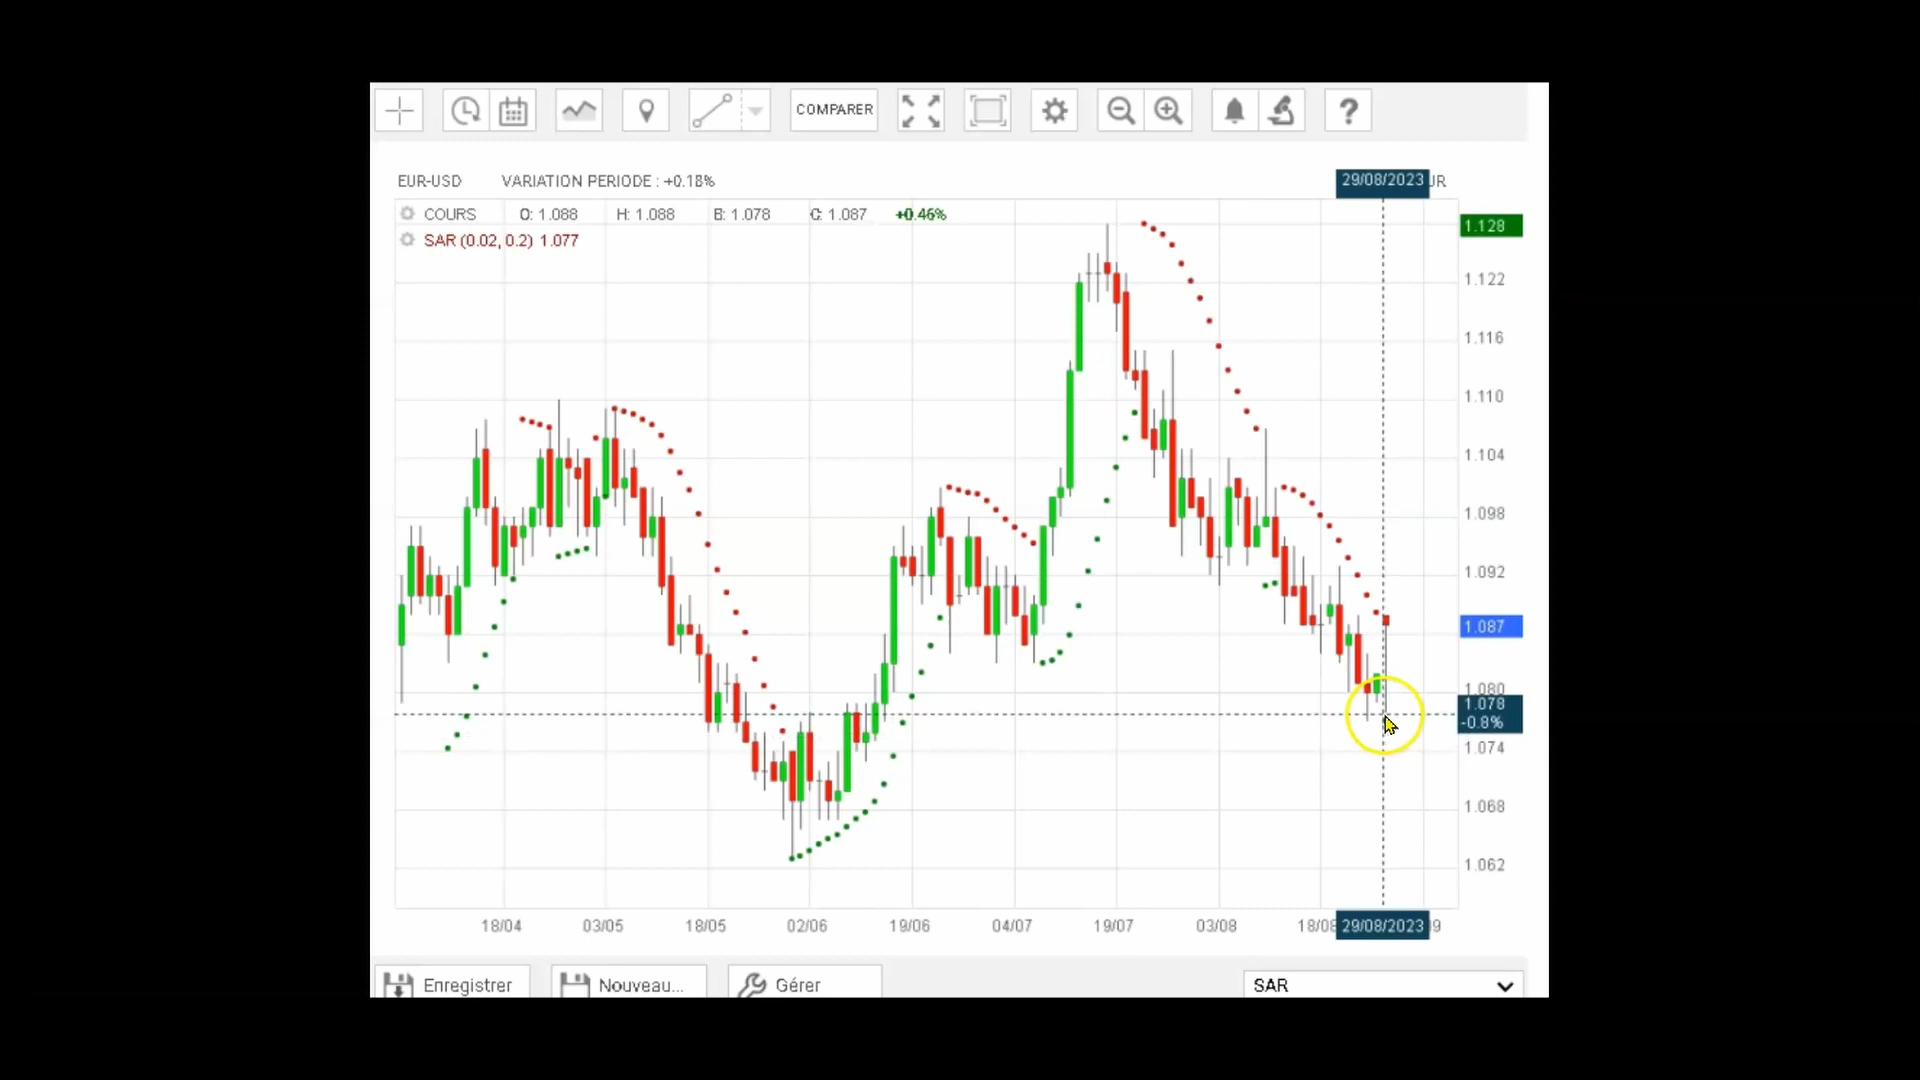 COMPARER
?
EUR-USD VARIATION PERIODE : +0.18% 29/08/2023 UR
COURS O: 1.088 H: 1.088 B: 1.078 C: 1.087 +0.46%
SAR (0.02, 0.2) 1.077
1.128
1.122
1.116
1.110
1.104
1.098
1.092
1.087
1.080
1.078
-0.8%
1.074
1.068
1.062
18/04 03/05 18/05 02/06 19/06 04/07 19/07 03/08 18/08 29/08/2023 9
Enregistrer Nouveau... Gérer SAR